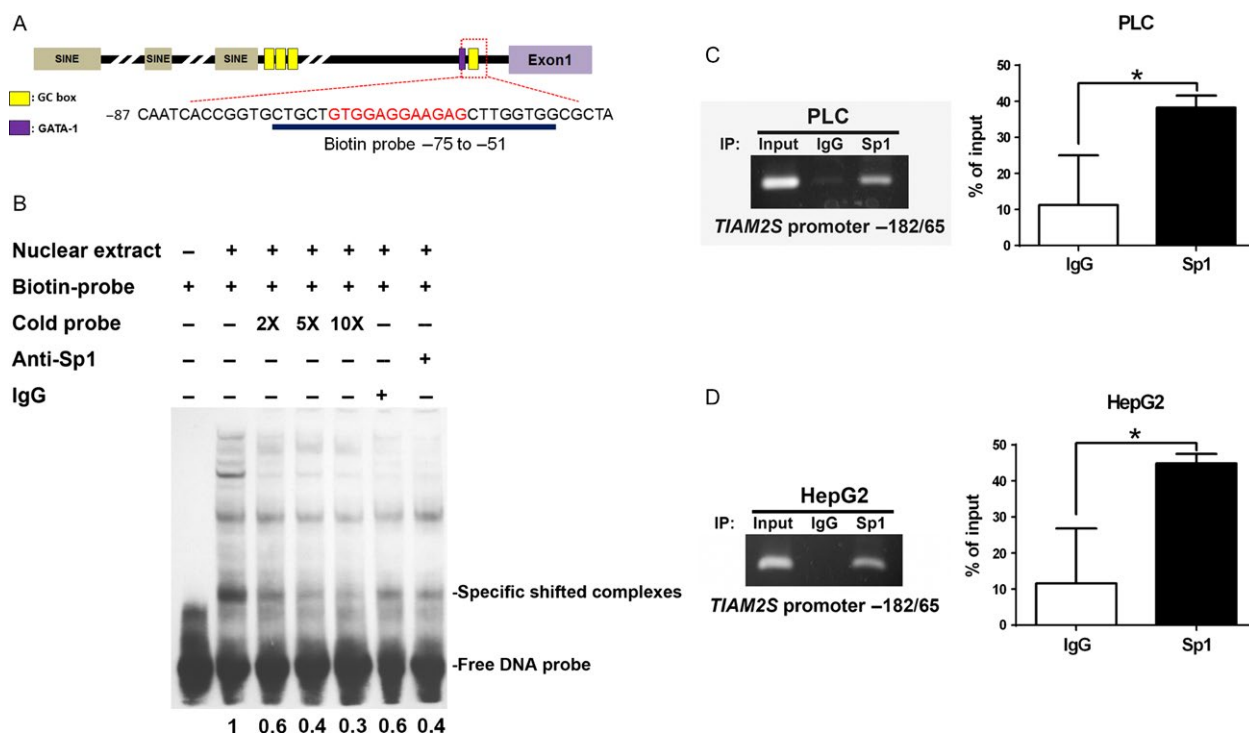 A
SINE SINE SINE Exon1
: GC box
: GATA-1
–87 CAATCACCGGTGCTGCTGTGGAGGAAGAGCTTGGTGGCGCTA
Biotin probe –75 to –51
B
Nuclear extract – + + + + + +
Biotin-probe + + + + + + +
Cold probe – – 2X 5X 10X – –
Anti-Sp1 – – – – – – +
IgG – – – – – + –
-Specific shifted complexes
-Free DNA probe
1 0.6 0.4 0.3 0.6 0.4
C
PLC
IP: Input IgG Sp1
TIAM2S promoter –182/65
PLC
*
% of input
50
40
30
20
10
0
IgG Sp1
D
HepG2
IP: Input IgG Sp1
TIAM2S promoter –182/65
HepG2
*
% of input
50
40
30
20
10
0
IgG Sp1